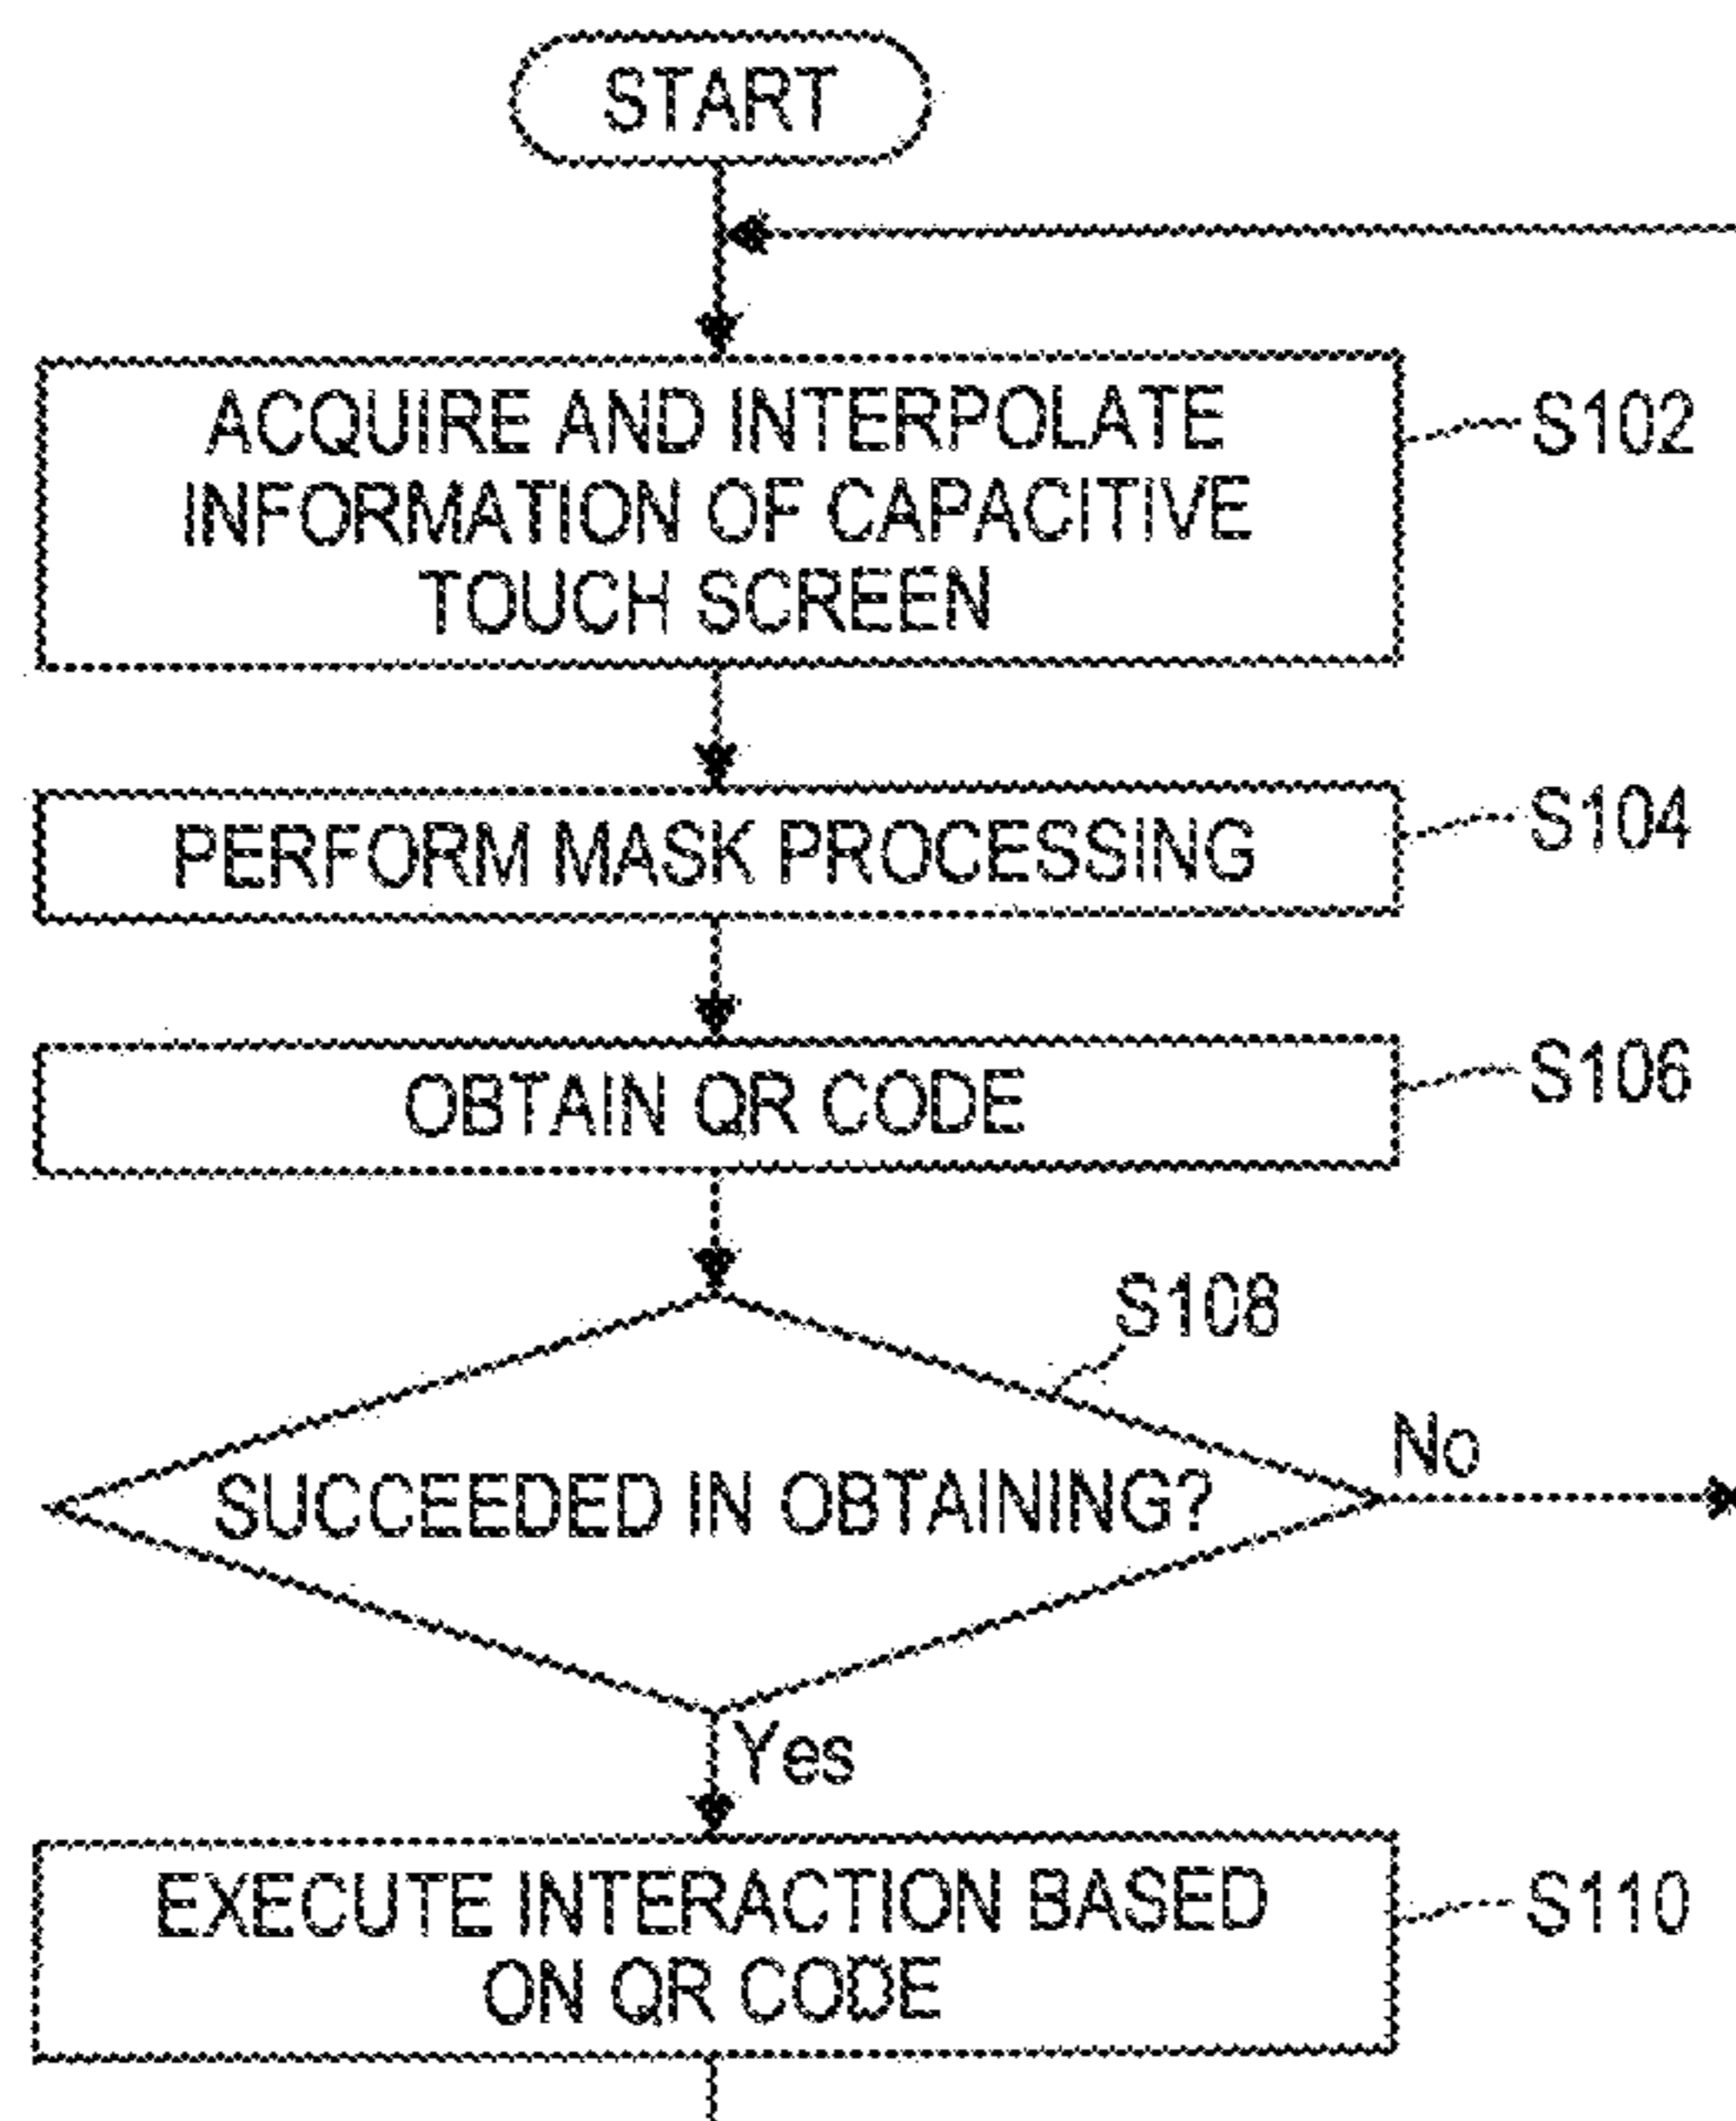 START
ACQUIRE AND INTERPOLATE
INFORMATION OF CAPACITIVE
TOUCH SCREEN
S102
PERFORM MASK PROCESSING
S104
OBTAIN QR CODE
S106
S108
SUCCEEDED IN OBTAINING?
No
Yes
EXECUTE INTERACTION BASED
ON QR CODE
S110